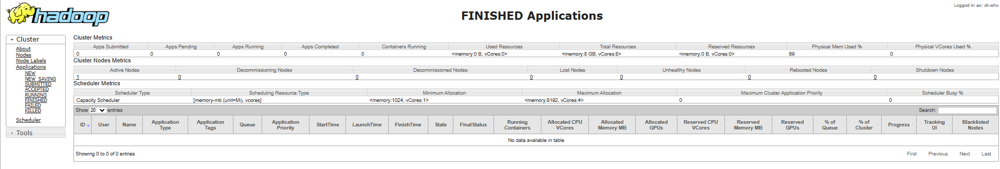 Logged in as: dr.who
hadoop
FINISHED Applications
Cluster
About
Nodes
Node Labels
Applications
NEW
NEW_SAVING
SUBMITTED
ACCEPTED
RUNNING
FINISHED
FAILED
KILLED
Scheduler
Tools
Cluster Metrics
Apps Submitted Apps Pending Apps Running Apps Completed Containers Running Used Resources Total Resources Reserved Resources Physical Mem Used % Physical VCores Used %
0 0 0 0 0 <memory:0 B, vCores:0> <memory:8 GB, vCores:8> <memory:0 B, vCores:0> 69 0
Cluster Nodes Metrics
Active Nodes Decommissioning Nodes Decommissioned Nodes Lost Nodes Unhealthy Nodes Rebooted Nodes Shutdown Nodes
1 0 0 0 0 0 0
Scheduler Metrics
Scheduler Type Scheduling Resource Type Minimum Allocation Maximum Allocation Maximum Cluster Application Priority Scheduler Busy %
Capacity Scheduler [memory-mb (unit=Mi), vcores] <memory:1024, vCores:1> <memory:8192, vCores:4> 0 0
Show 20 entries Search:
ID User Name Application Type Application Tags Queue Application Priority StartTime LaunchTime FinishTime State FinalStatus Running Containers Allocated CPU VCores Allocated Memory MB Allocated GPUs Reserved CPU VCores Reserved Memory MB Reserved GPUs % of Queue % of Cluster Progress Tracking UI Blacklisted Nodes
No data available in table
Showing 0 to 0 of 0 entries First Previous Next Last